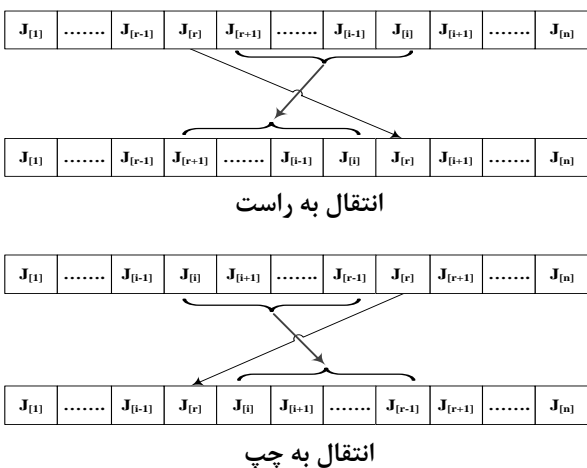 J[1] ....... J[r-1] J[r] J[r+1] ....... J[i-1] J[i] J[i+1] ....... J[n]
J[1] ....... J[r-1] J[r+1] ....... J[i-1] J[i] J[r] J[i+1] ....... J[n]
انتقال به راست
J[1] ....... J[i-1] J[i] J[i+1] ....... J[r-1] J[r] J[r+1] ....... J[n]
J[1] ....... J[i-1] J[r] J[i] J[i+1] ....... J[r-1] J[r+1] ....... J[n]
انتقال به چپ